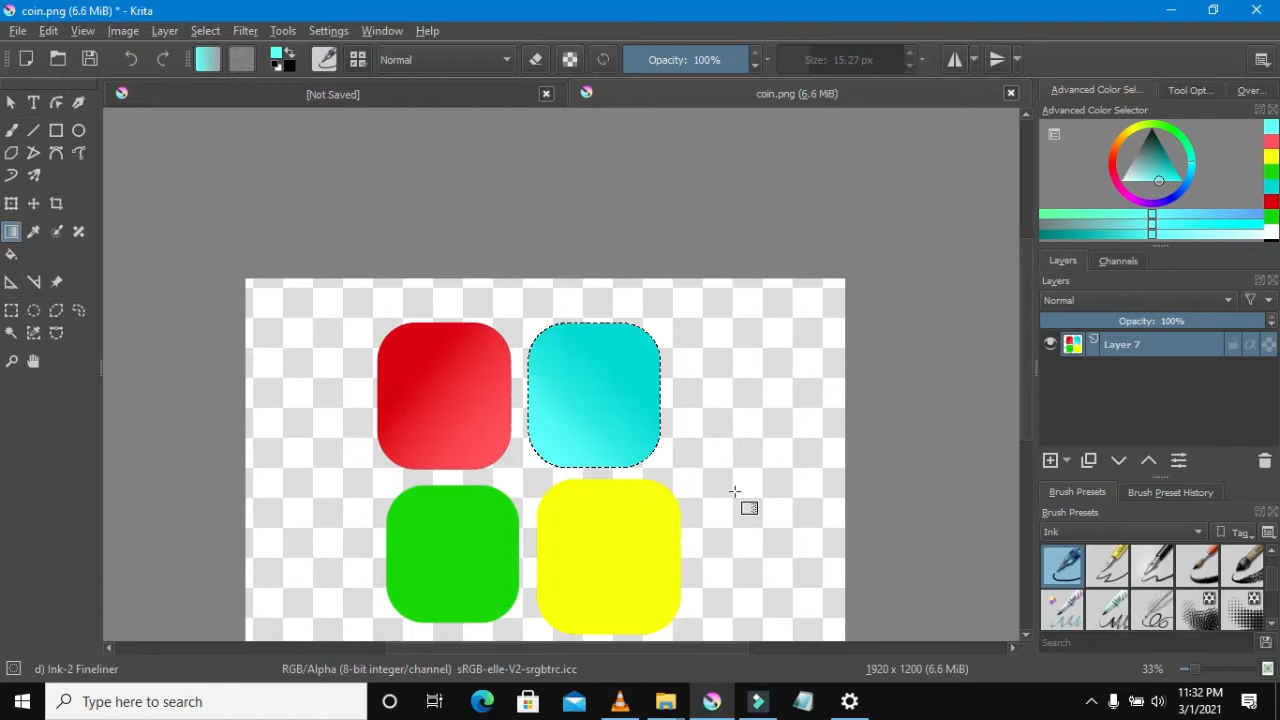 coin.png (6.6 MiB) * - Krita
File Edit View Image Layer Select Filter Tools Settings Window Help
Normal Opacity: 100% Size: 15.27 px
[Not Saved] coin.png (6.6 MiB)
Advanced Color Sel... Tool Opt... Over...
Advanced Color Selector
Layers Channels
Layers
Normal
Opacity: 100%
Layer 7
Brush Presets Brush Preset History
Brush Presets
Ink Tag
Search
d) Ink-2 Fineliner RGB/Alpha (8-bit integer/channel) sRGB-elle-V2-srgbtrc.icc 1920 x 1200 (6.6 MiB) 33%
Type here to search
11:32 PM
3/1/2021